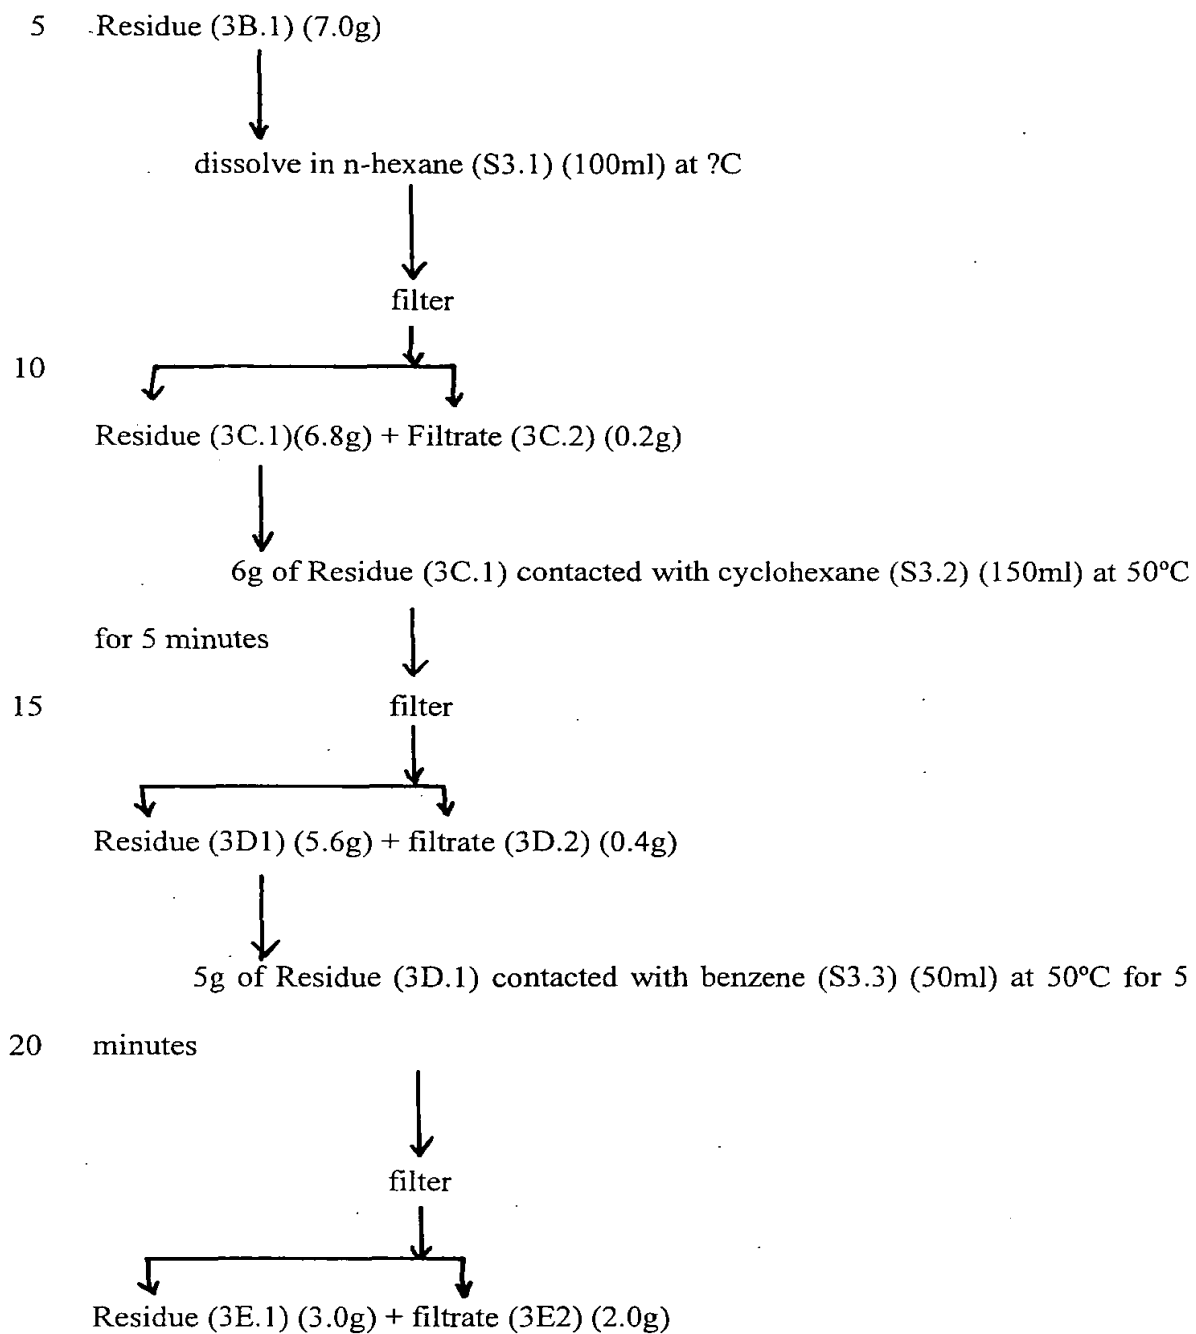 5 Residue (3B.1) (7.0g)
dissolve in n-hexane (S3.1) (100ml) at ?C
filter
10
Residue (3C.1)(6.8g) + Filtrate (3C.2) (0.2g)
6g of Residue (3C.1) contacted with cyclohexane (S3.2) (150ml) at 50°C
for 5 minutes
15 filter
Residue (3D1) (5.6g) + filtrate (3D.2) (0.4g)
5g of Residue (3D.1) contacted with benzene (S3.3) (50ml) at 50°C for 5
20 minutes
filter
Residue (3E.1) (3.0g) + filtrate (3E2) (2.0g)